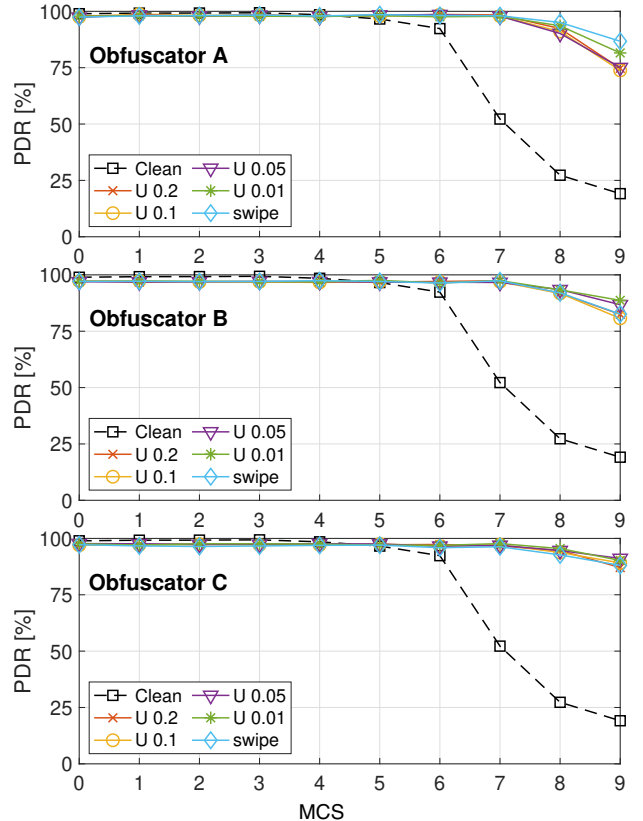 100
75
50
25
0
PDR [%]
Obfuscator A
Clean U 0.05
U 0.2 U 0.01
U 0.1 swipe
0 1 2 3 4 5 6 7 8 9
100
75
50
25
0
PDR [%]
Obfuscator B
Clean U 0.05
U 0.2 U 0.01
U 0.1 swipe
0 1 2 3 4 5 6 7 8 9
100
75
50
25
0
PDR [%]
Obfuscator C
Clean U 0.05
U 0.2 U 0.01
U 0.1 swipe
0 1 2 3 4 5 6 7 8 9
MCS